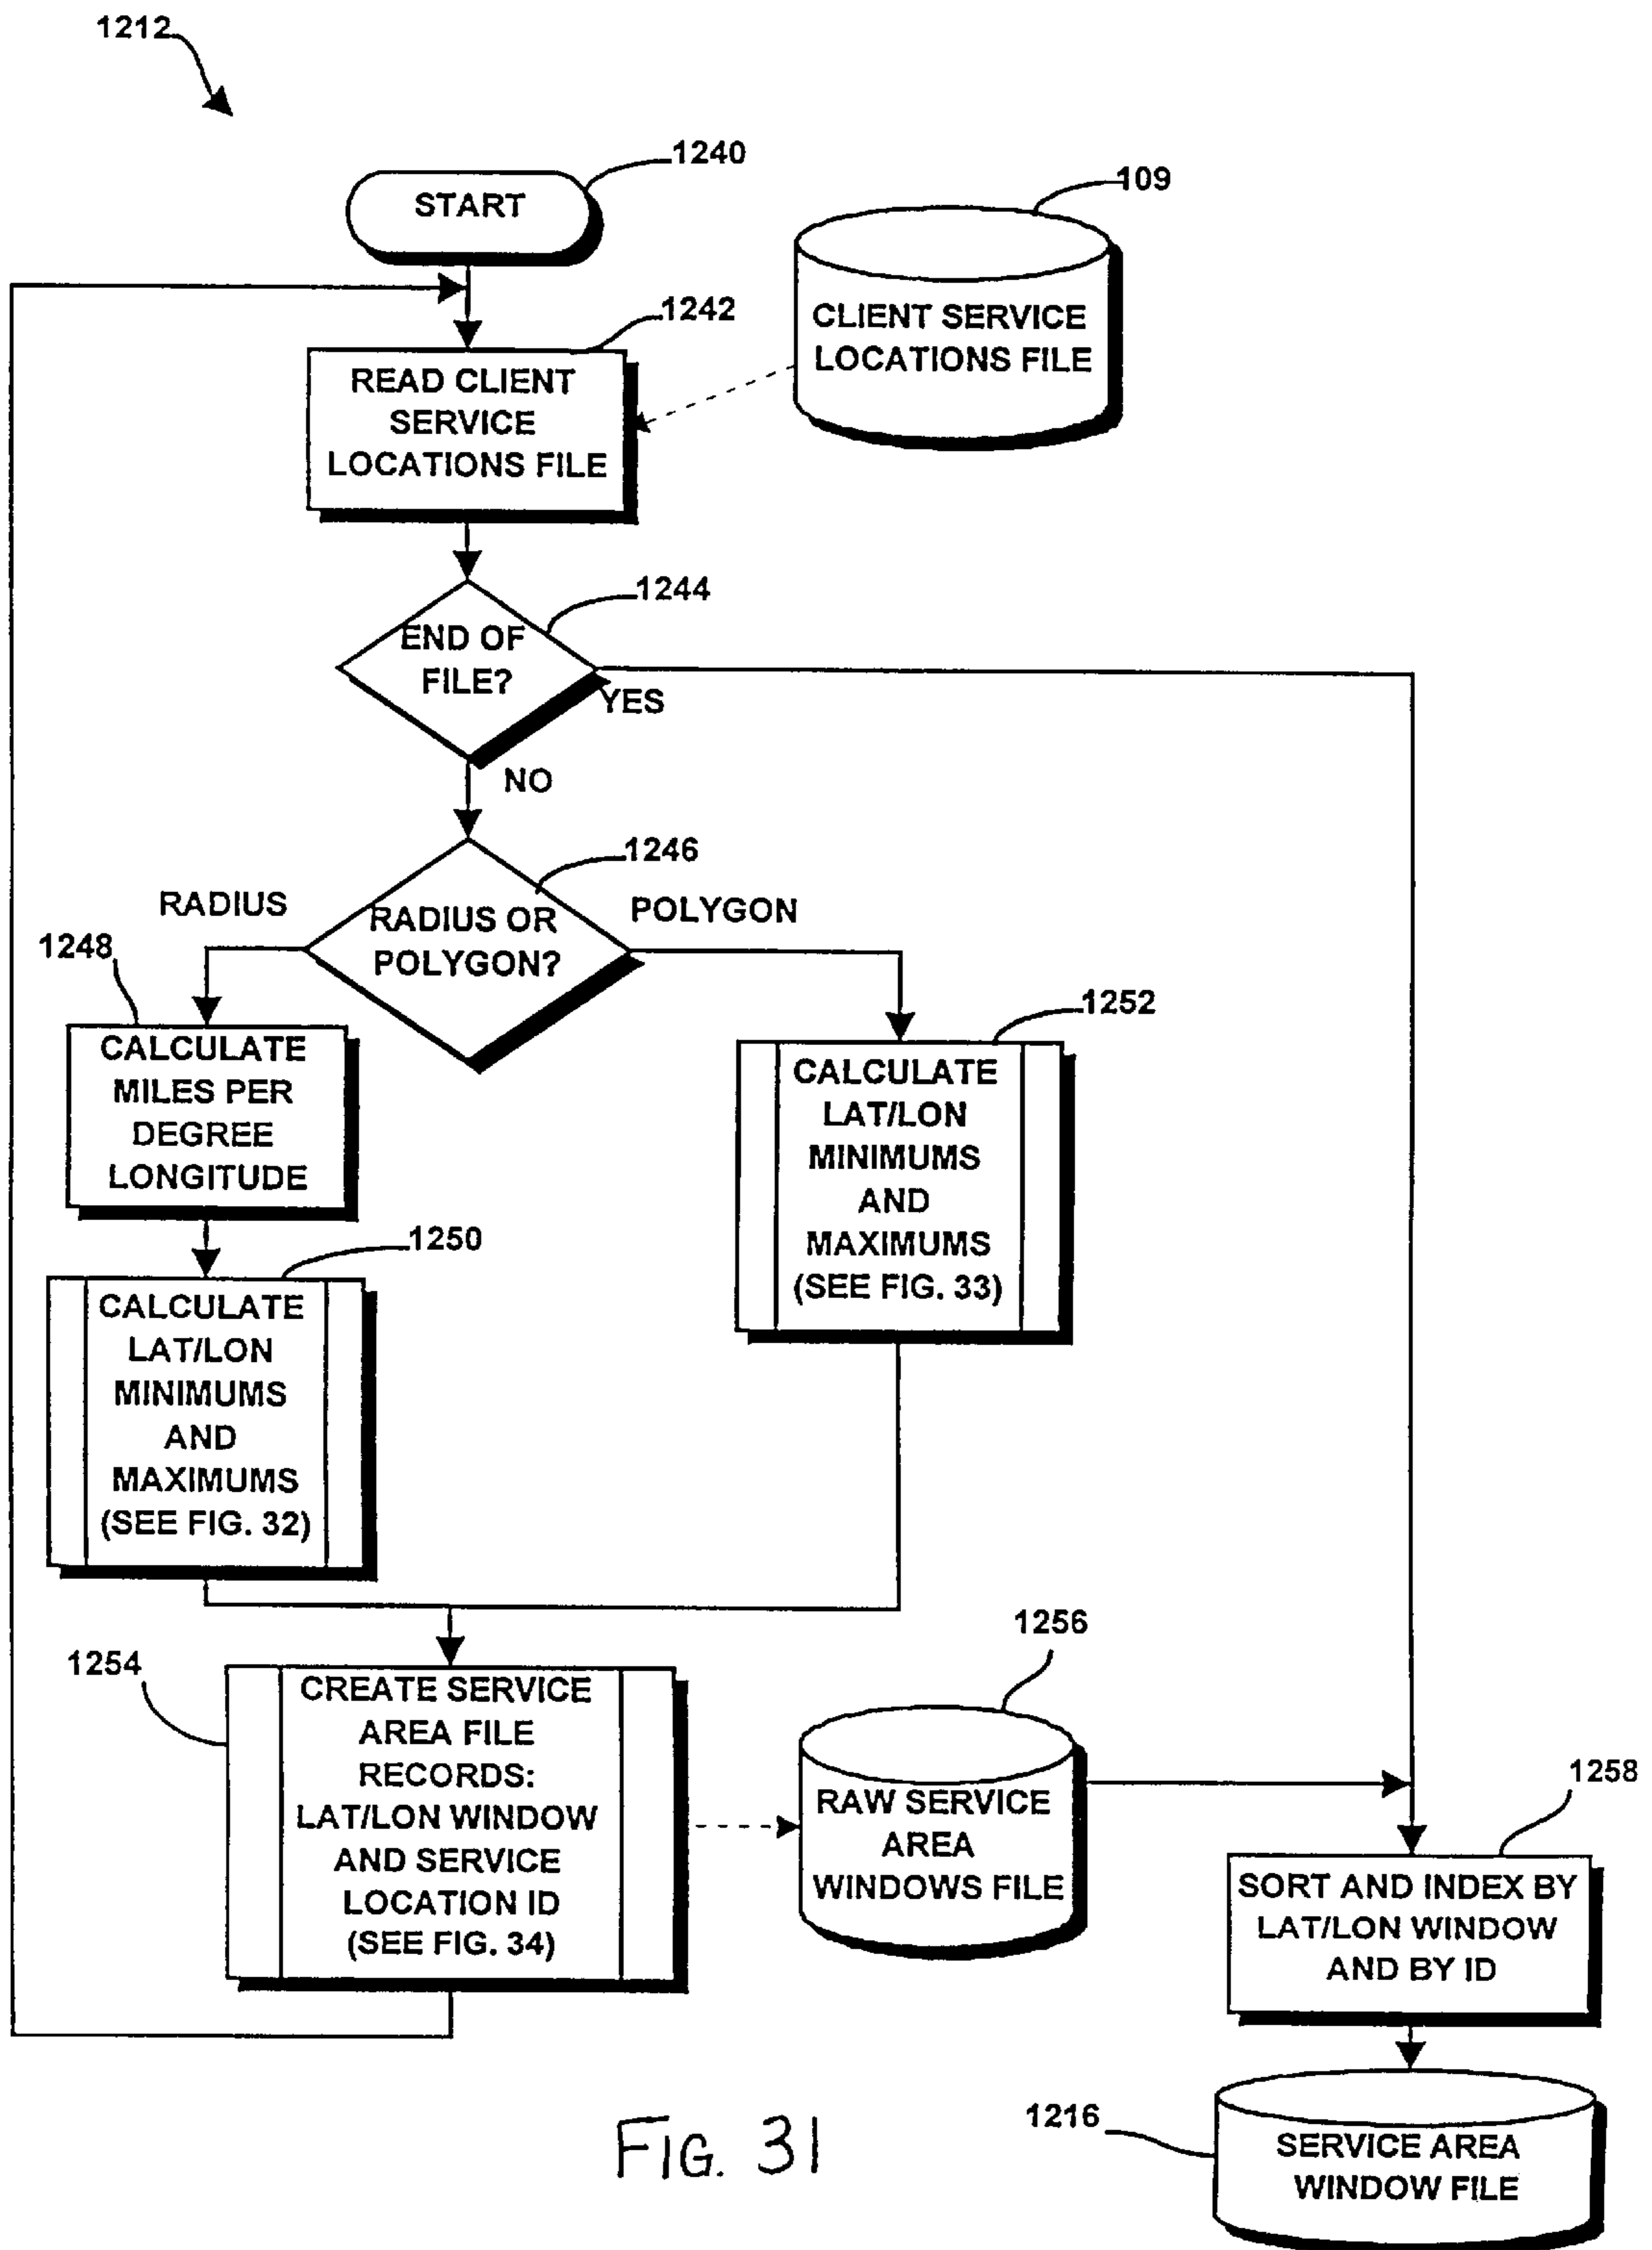 1212
1240
START
109
CLIENT SERVICE
LOCATIONS FILE
1242
READ CLIENT
SERVICE
LOCATIONS FILE
1244
END OF
FILE?
YES
NO
1246
RADIUS
RADIUS OR
POLYGON?
POLYGON
1248
CALCULATE
MILES PER
DEGREE
LONGITUDE
1252
CALCULATE
LAT/LON
MINIMUMS
AND
MAXIMUMS
(SEE FIG. 33)
1250
CALCULATE
LAT/LON
MINIMUMS
AND
MAXIMUMS
(SEE FIG. 32)
1254
CREATE SERVICE
AREA FILE
RECORDS:
LAT/LON WINDOW
AND SERVICE
LOCATION ID
(SEE FIG. 34)
1256
RAW SERVICE
AREA
WINDOWS FILE
1258
SORT AND INDEX BY
LAT/LON WINDOW
AND BY ID
1216
SERVICE AREA
WINDOW FILE
FIG. 31